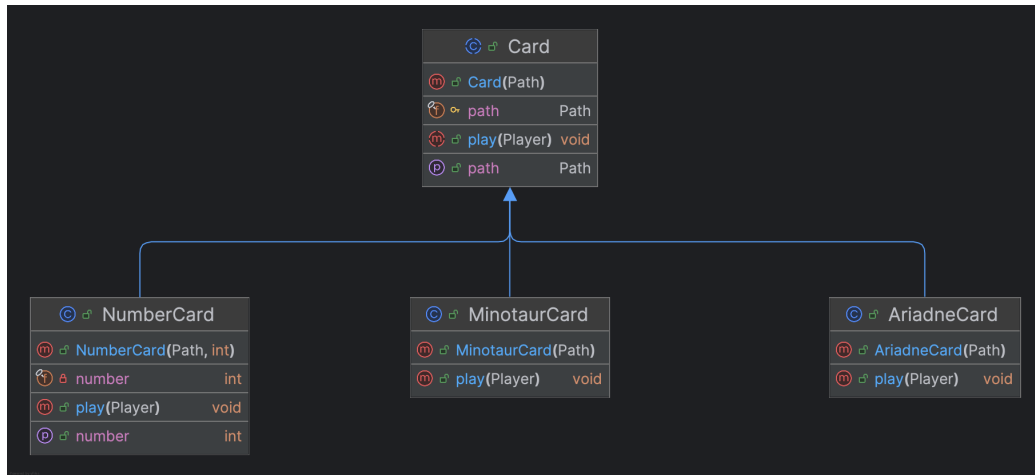 Card
Card(Path)
path Path
play(Player) void
path Path
NumberCard
NumberCard(Path, int)
number int
play(Player) void
number int
MinotaurCard
MinotaurCard(Path)
play(Player) void
AriadneCard
AriadneCard(Path)
play(Player) void